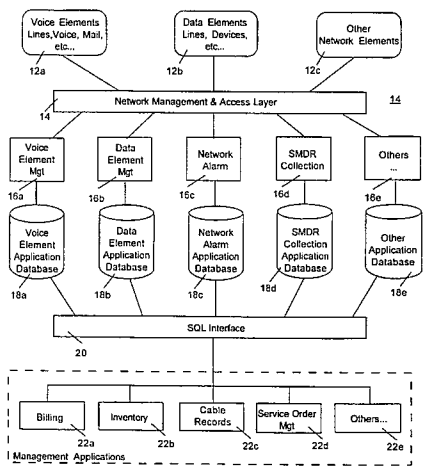 Voice Elements
Lines,Voice, Mail,
etc...
Data Elements
Lines, Devices,
etc...
Other
Network Elements
12a
12b
12c
Network Management & Access Layer
14
14
Voice
Element
Mgt
Data
Element
Mgt
Network
Alarm
SMDR
Collection
Others
...
16a
16b
16c
16d
16e
Voice
Element
Application
Database
Data
Element
Application
Database
Network
Alarm
Application
Database
SMDR
Collection
Application
Database
Other
Application
Database
18a
18b
18c
18d
18e
SQL Interface
20
Billing
Inventory
Cable
Records
Service Order
Mgt
Others...
22a
22b
22c
22d
22e
Management Applications